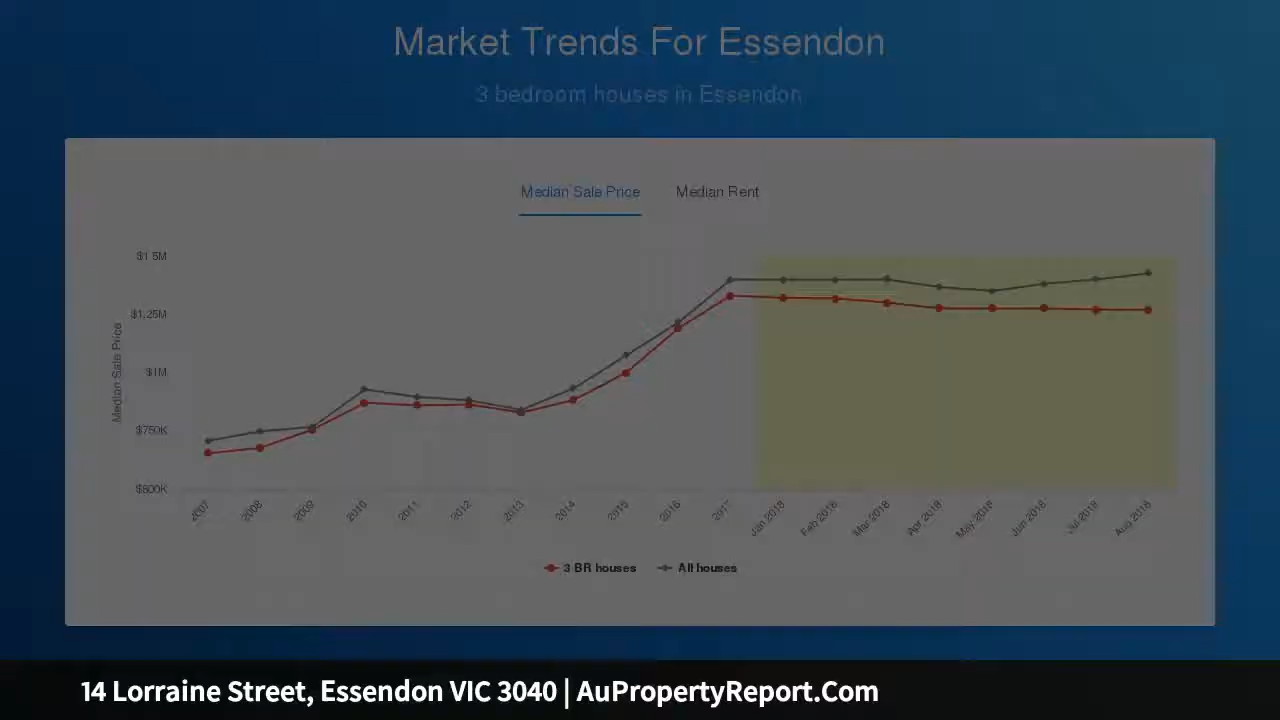 Market Trends For Essendon
3 bedroom houses in Essendon
Median Sale Price
Median Rent
$1.5M
$1.25M
$1M
$750K
$500K
Median Sale Price
2007
2008
2009
2010
2011
2012
2013
2014
2015
2016
2017
Jan 2018
Feb 2018
Mar 2018
Apr 2018
May 2018
Jun 2018
Jul 2018
Aug 2018
3 BR houses
All houses
14 Lorraine Street, Essendon VIC 3040 | AuPropertyReport.Com